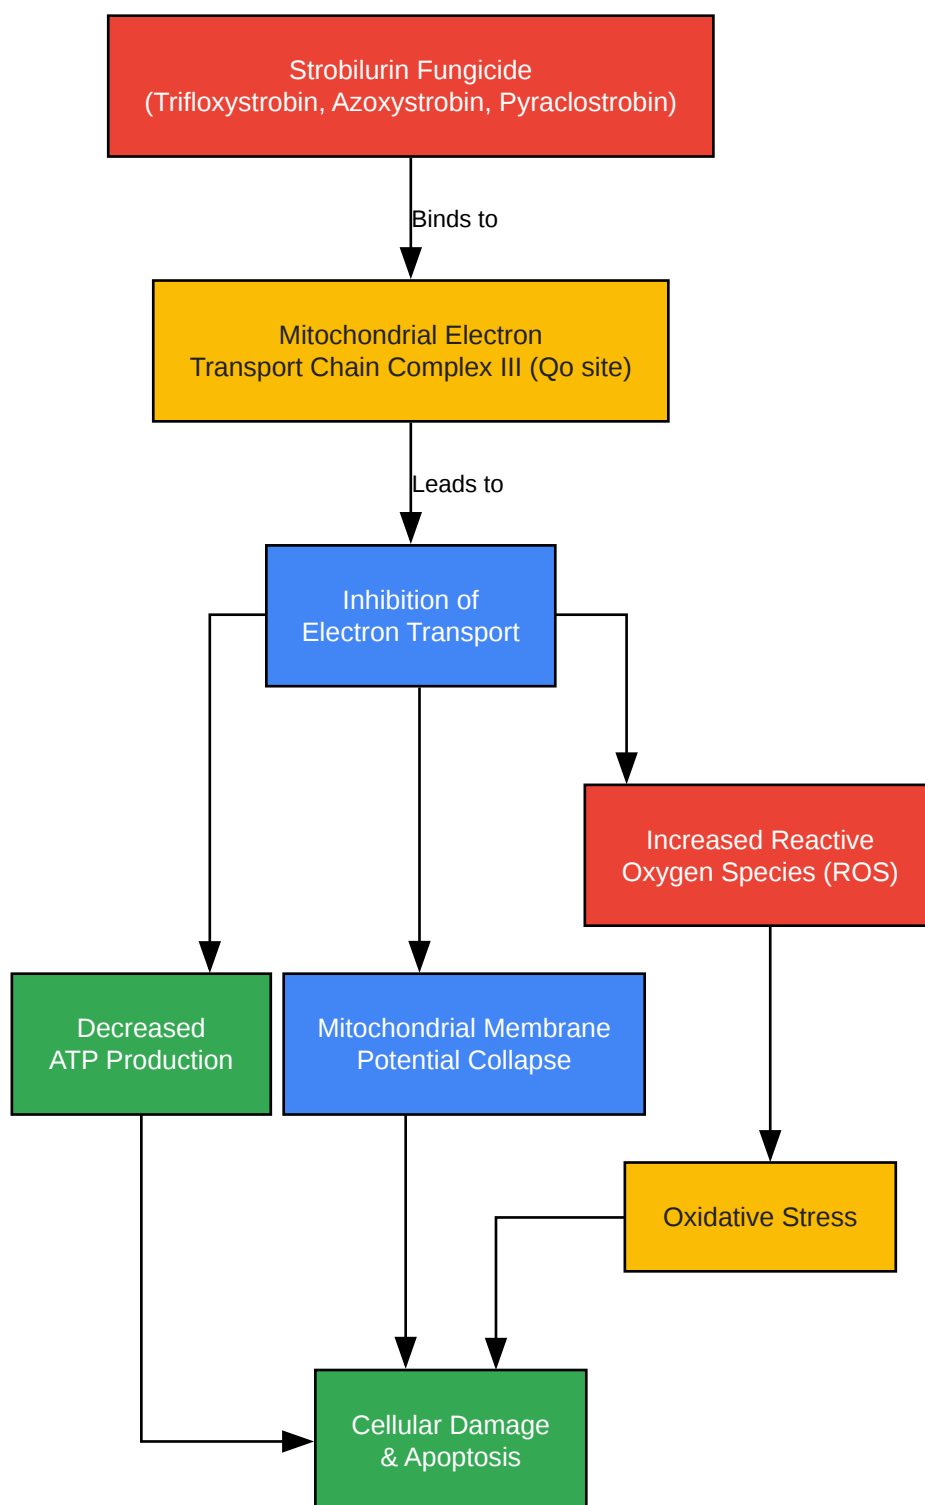 Strobilurin Fungicide
(Trifloxystrobin, Azoxystrobin, Pyraclostrobin)
Binds to
Mitochondrial Electron
Transport Chain Complex III (Qo site)
Leads to
Inhibition of
Electron Transport
Increased Reactive
Oxygen Species (ROS)
Decreased
ATP Production
Mitochondrial Membrane
Potential Collapse
Oxidative Stress
Cellular Damage
& Apoptosis